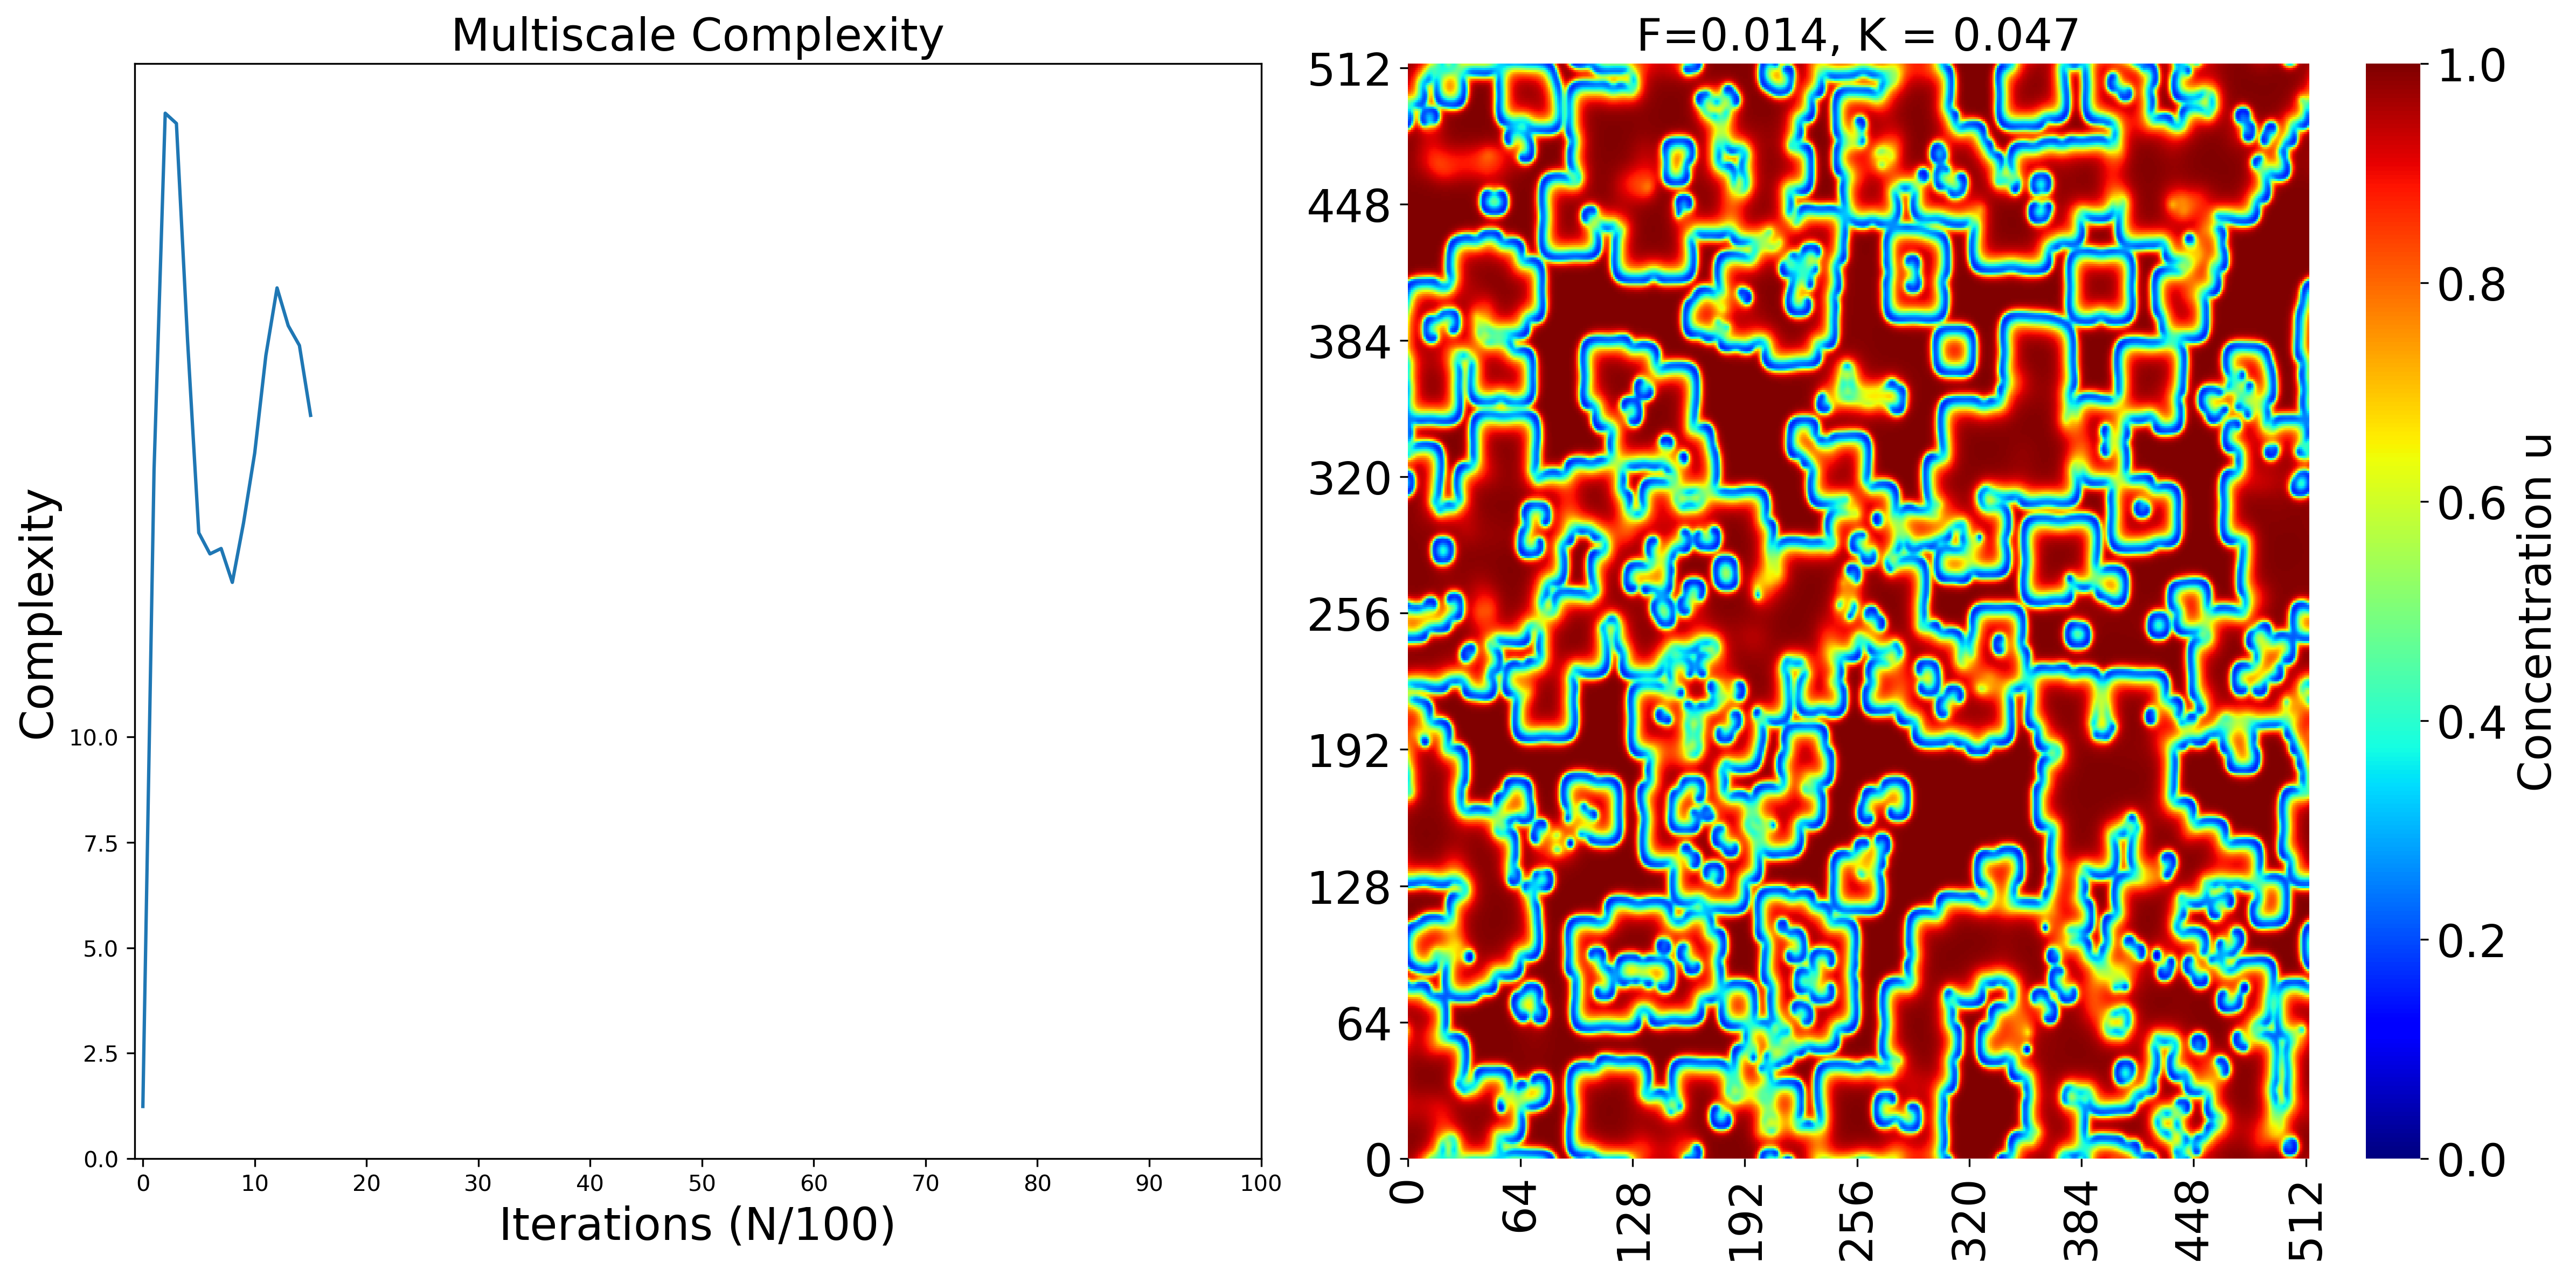 Multiscale Complexity
Complexity
10.0
7.5
5.0
2.5
0.0
0 10 20 30 40 50 60 70 80 90 100
Iterations (N/100)
F=0.014, K = 0.047
512
448
384
320
256
192
128
64
0
0 64 128 192 256 320 384 448 512
1.0
0.8
0.6
0.4
0.2
0.0
Concentration u